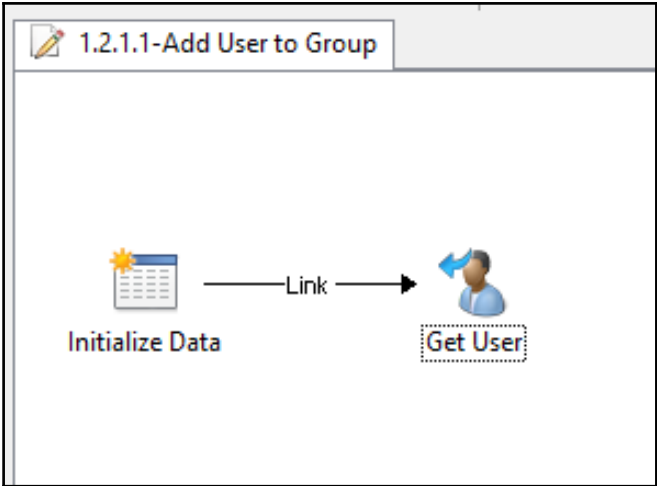 1.2.1.1-Add User to Group
Link
Initialize Data
Get User